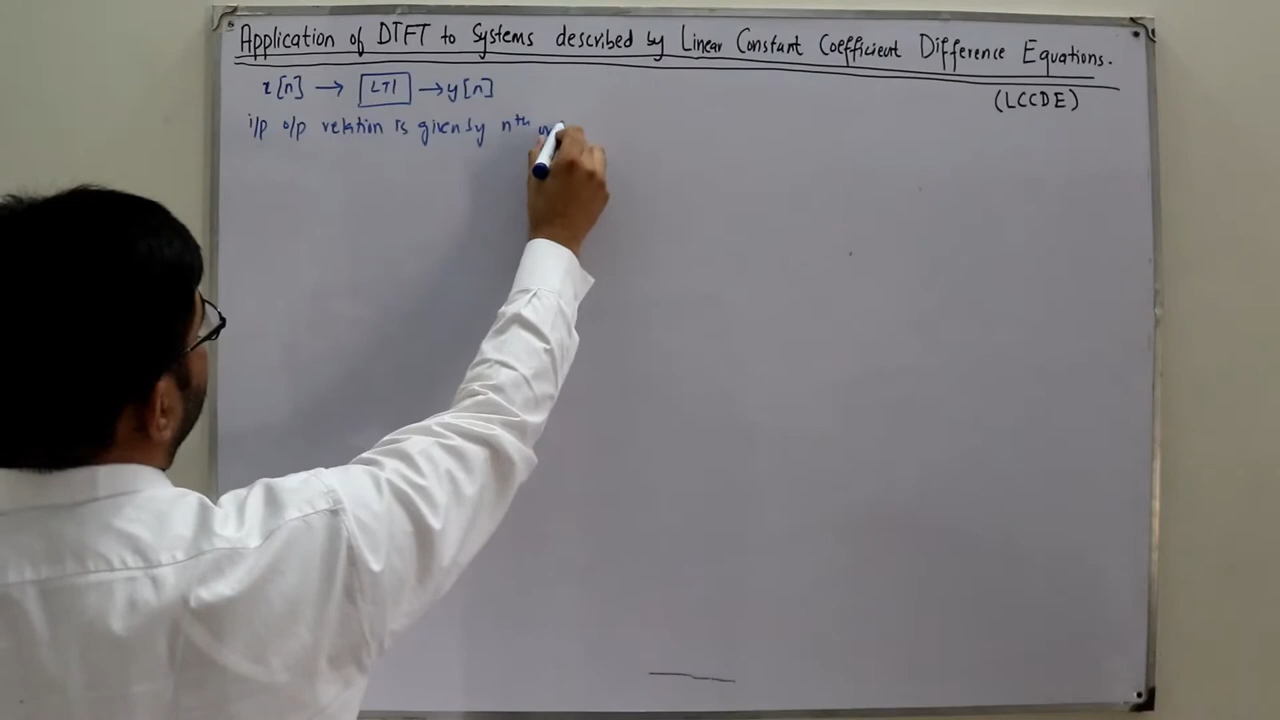 Application of DTFT to Systems described by Linear Constant Coefficient Difference Equations.
(LCCDE)
x[n] → LTI → y[n]
i/p o/p relation is given by nth